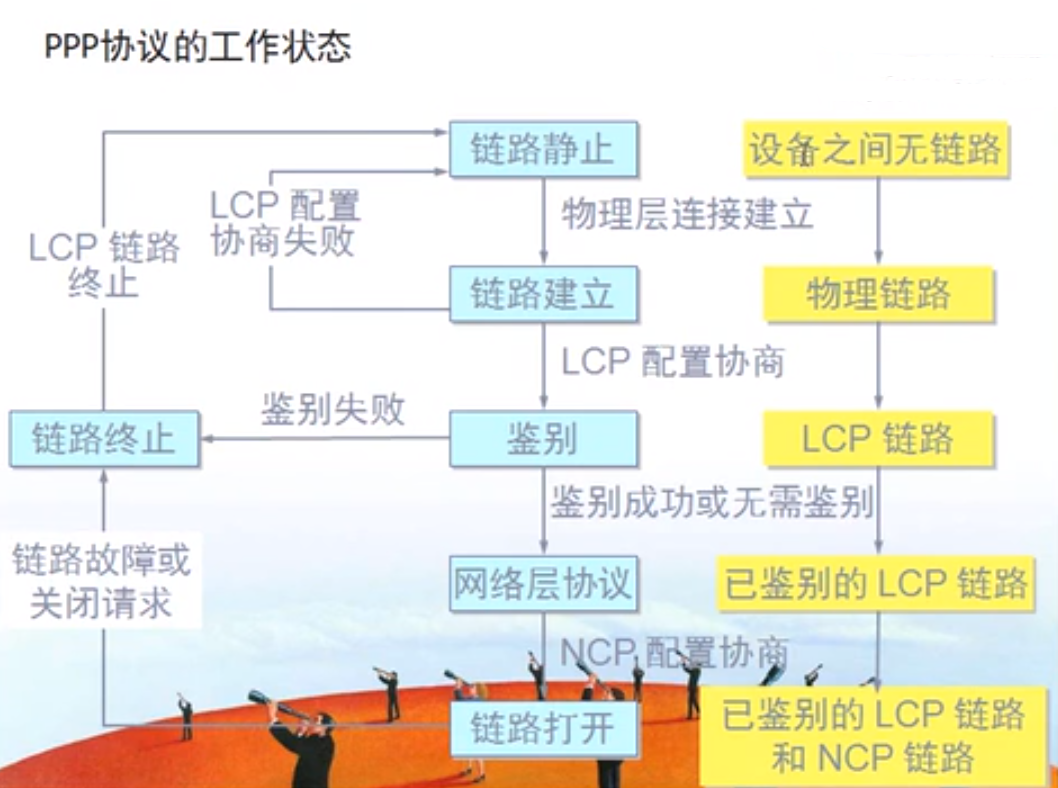 PPP协议的工作状态
链路静止
设备之间无链路
LCP 配置
协商失败
物理层连接建立
LCP 链路
终止
链路建立
物理链路
LCP 配置协商
鉴别失败
链路终止
鉴别
LCP 链路
鉴别成功或无需鉴别
链路故障或
关闭请求
网络层协议
已鉴别的 LCP 链路
NCP 配置协商
链路打开
已鉴别的 LCP 链路
和 NCP 链路